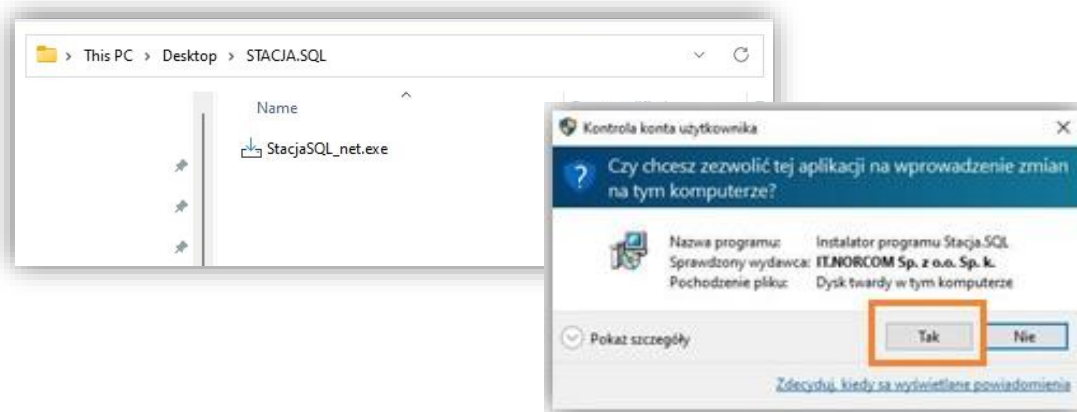 This PC > Desktop > STACJA.SQL
Name
StacjaSQL_net.exe
Kontrola konta użytkownika
Czy chcesz zezwolić tej aplikacji na wprowadzenie zmian
na tym komputerze?
Nazwa programu: Instalator programu Stacja.SQL
Sprawdzony wydawca: IT.NORCOM Sp. z o.o. Sp. k.
Pochodzenie pliku: Dysk twardy w tym komputerze
Pokaż szczegóły
Tak
Nie
Zdecyduj, kiedy są wyświetlane powiadomienia